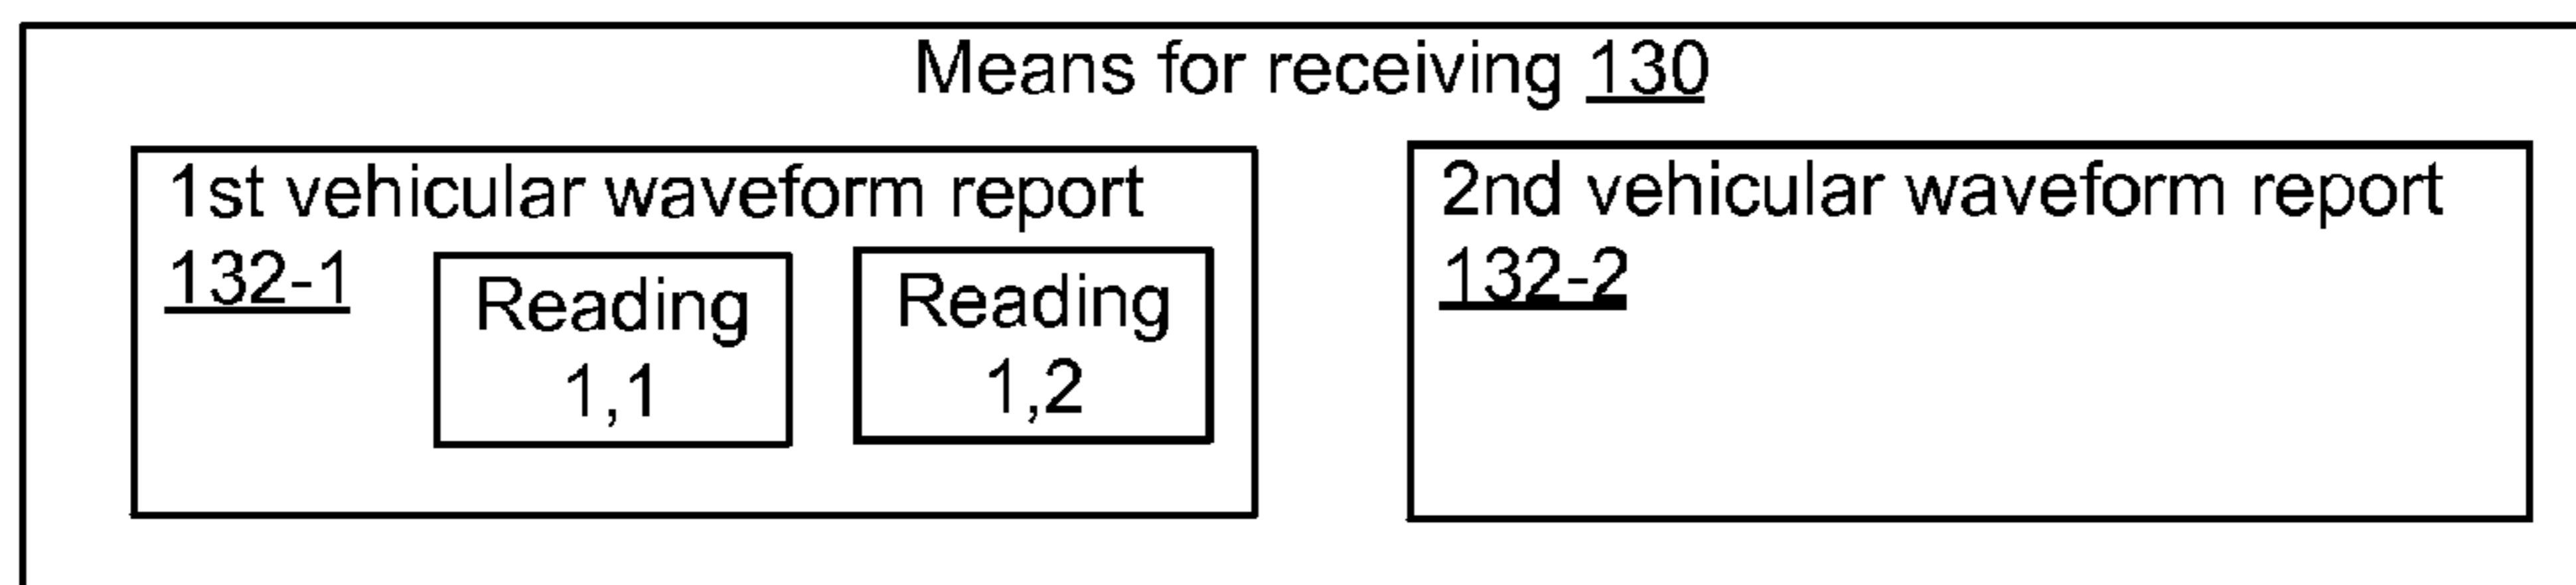 Means for receiving 130
1st vehicular waveform report
132-1
Reading
1,1
Reading
1,2
2nd vehicular waveform report
132-2